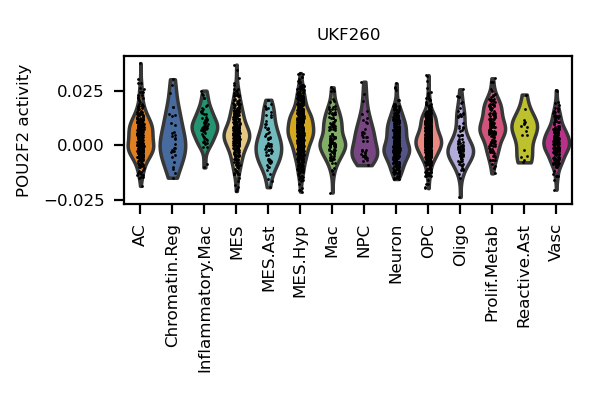 UKF260
POU2F2 activity
0.025
0.000
−0.025
AC
Chromatin.Reg
Inflammatory.Mac
MES
MES.Ast
MES.Hyp
Mac
NPC
Neuron
OPC
Oligo
Prolif.Metab
Reactive.Ast
Vasc